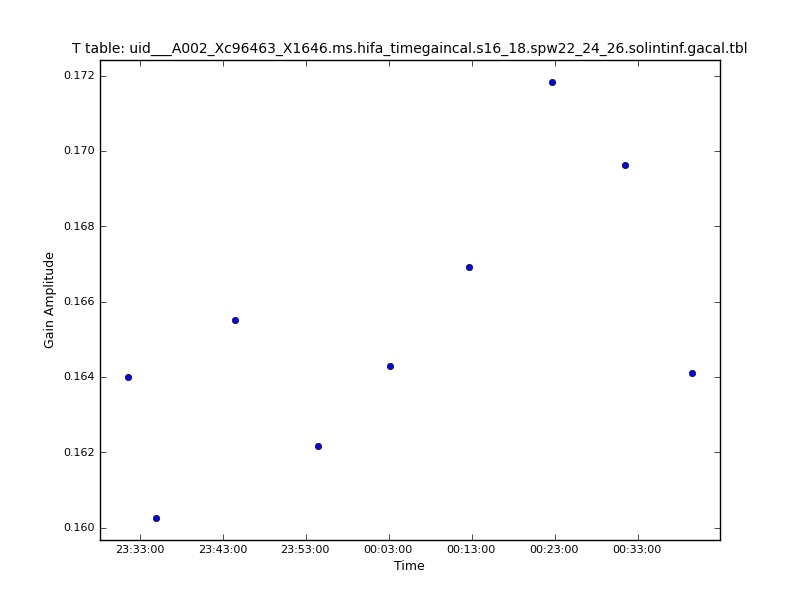 T table: uid___A002_Xc96463_X1646.ms.hifa_timegaincal.s16_18.spw22_24_26.solintinf.gacal.tbl
0.172
0.170
0.168
0.166
0.164
0.162
0.160
Gain Amplitude
23:33:00 23:43:00 23:53:00 00:03:00 00:13:00 00:23:00 00:33:00
Time